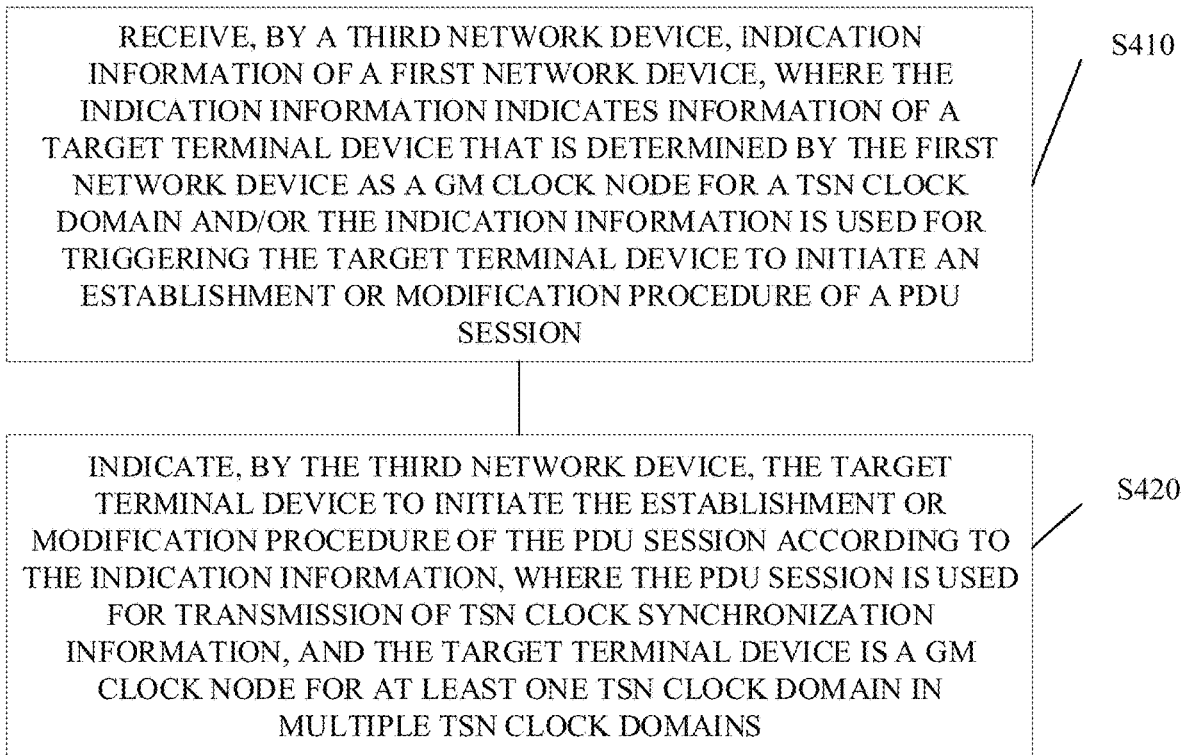 RECEIVE, BY A THIRD NETWORK DEVICE, INDICATION
INFORMATION OF A FIRST NETWORK DEVICE, WHERE THE
INDICATION INFORMATION INDICATES INFORMATION OF A
TARGET TERMINAL DEVICE THAT IS DETERMINED BY THE FIRST
NETWORK DEVICE AS A GM CLOCK NODE FOR A TSN CLOCK
DOMAIN AND/OR THE INDICATION INFORMATION IS USED FOR
TRIGGERING THE TARGET TERMINAL DEVICE TO INITIATE AN
ESTABLISHMENT OR MODIFICATION PROCEDURE OF A PDU
SESSION
S410
INDICATE, BY THE THIRD NETWORK DEVICE, THE TARGET
TERMINAL DEVICE TO INITIATE THE ESTABLISHMENT OR
MODIFICATION PROCEDURE OF THE PDU SESSION ACCORDING TO
THE INDICATION INFORMATION, WHERE THE PDU SESSION IS USED
FOR TRANSMISSION OF TSN CLOCK SYNCHRONIZATION
INFORMATION, AND THE TARGET TERMINAL DEVICE IS A GM
CLOCK NODE FOR AT LEAST ONE TSN CLOCK DOMAIN IN
MULTIPLE TSN CLOCK DOMAINS
S420